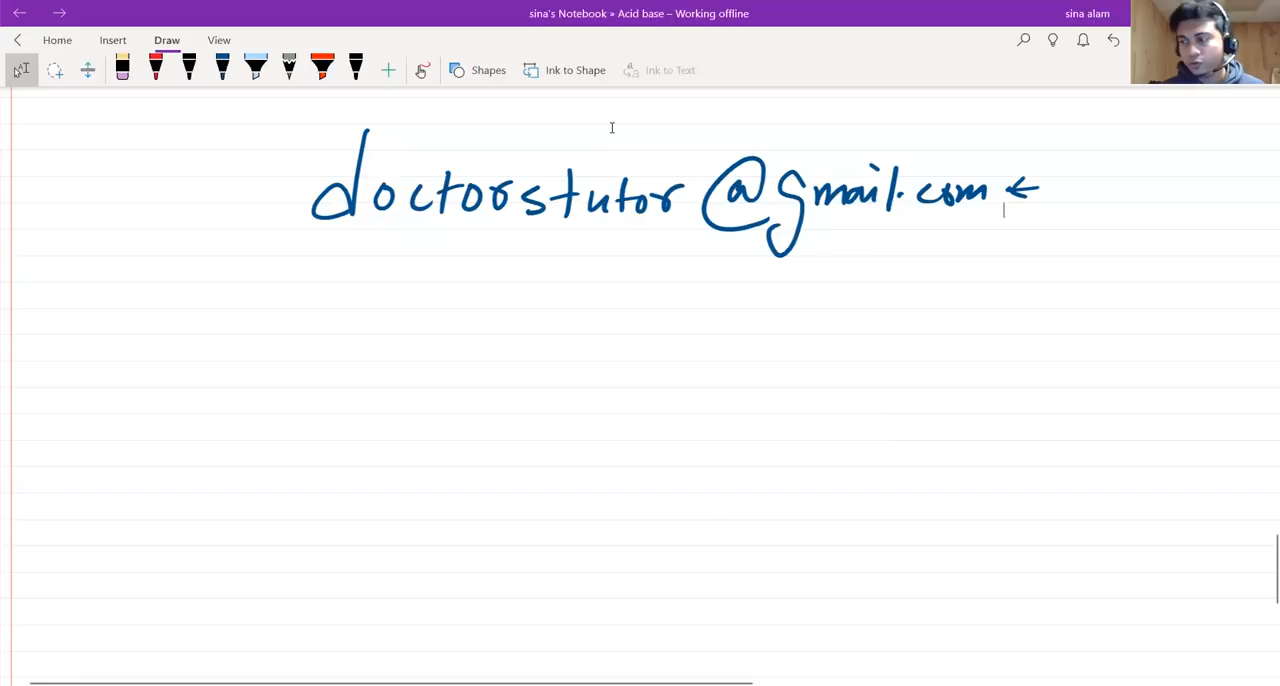 sina's Notebook » Acid base – Working offline
sina alam
Home Insert Draw View
Shapes Ink to Shape Ink to Text
doctorstutor@gmail.com ←